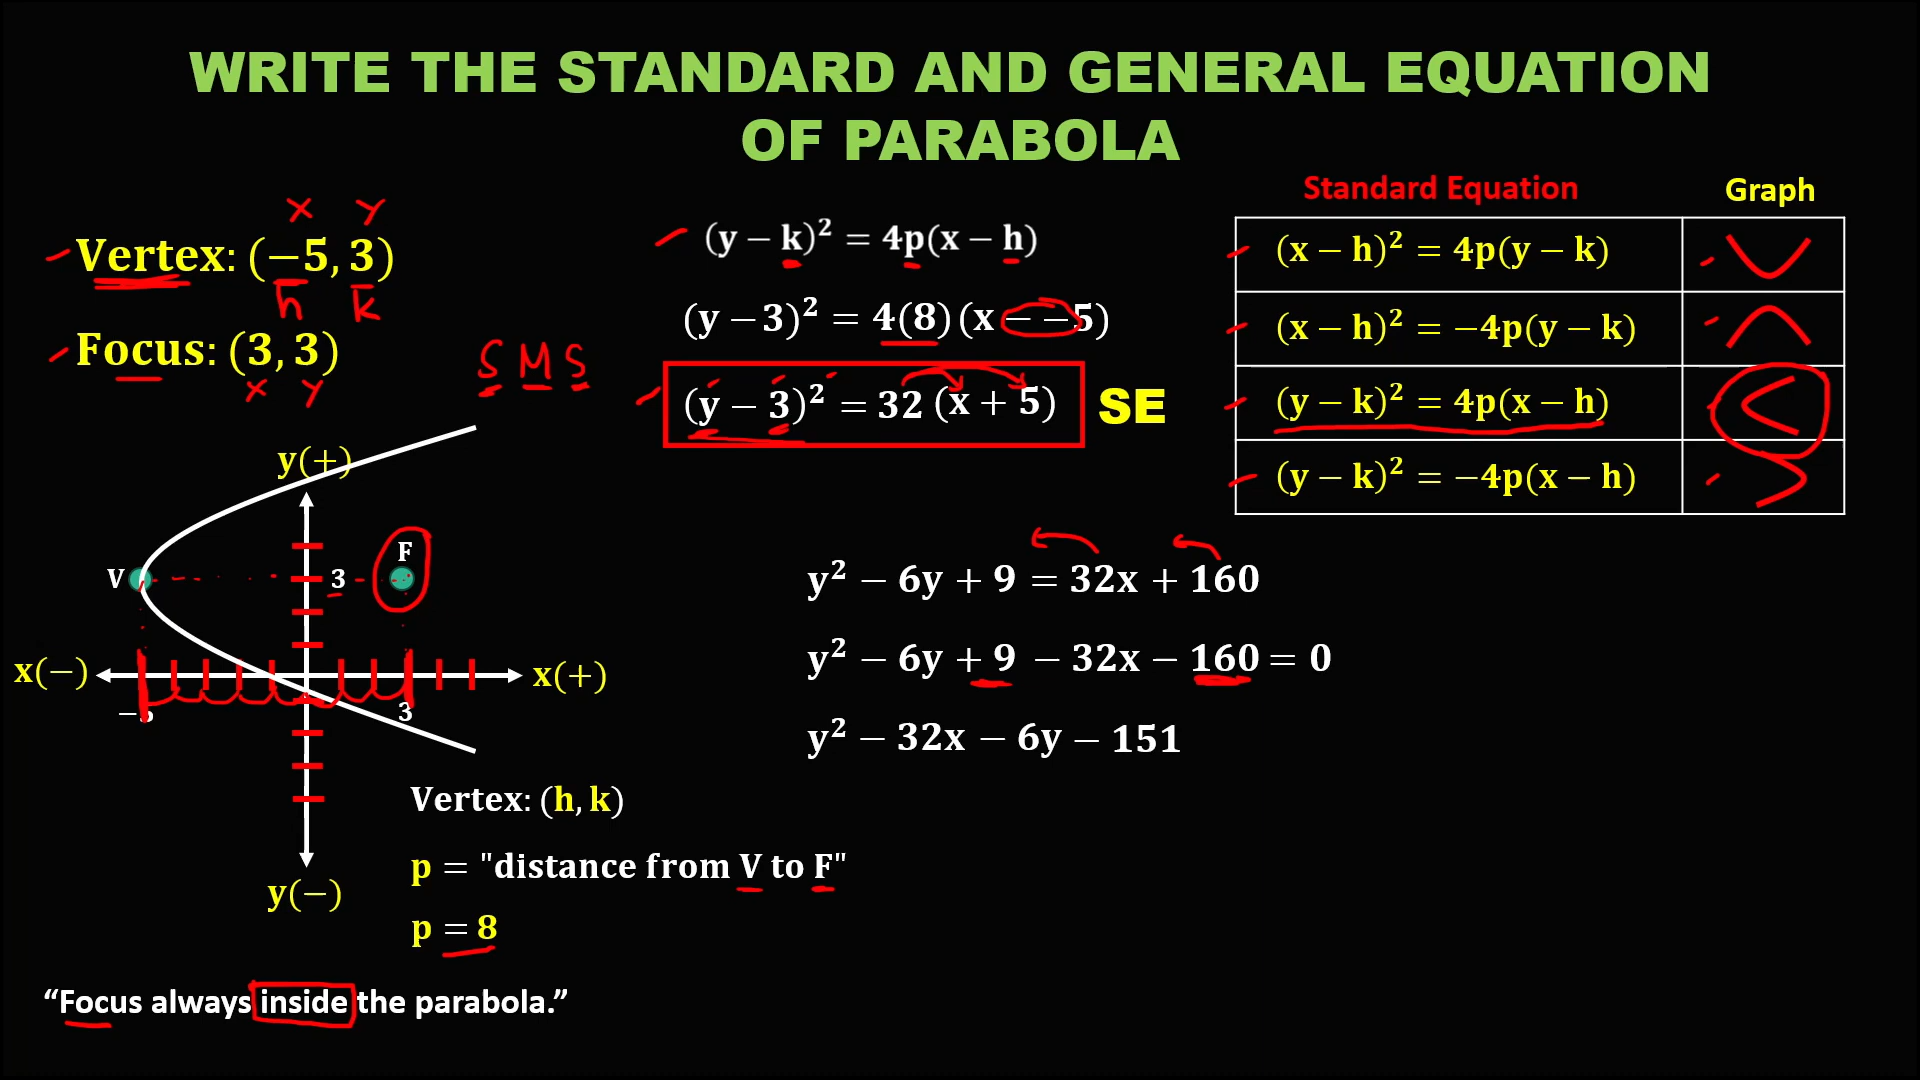 WRITE THE STANDARD AND GENERAL EQUATION
OF PARABOLA
x y
Vertex: (−5, 3)
h k
Focus: (3, 3)
x y
S M S
y(+)
F
V
3
x(−)
x(+)
3
y(−)
Vertex: (h, k)
p = "distance from V to F"
p = 8
“Focus always inside the parabola.”
(y − k)² = 4p(x − h)
(y − 3)² = 4(8)(x − −5)
(y − 3)² = 32 (x + 5) SE
y² − 6y + 9 = 32x + 160
y² − 6y + 9 − 32x − 160 = 0
y² − 32x − 6y − 151
Standard Equation Graph
(x − h)² = 4p(y − k)
(x − h)² = −4p(y − k)
(y − k)² = 4p(x − h)
(y − k)² = −4p(x − h)